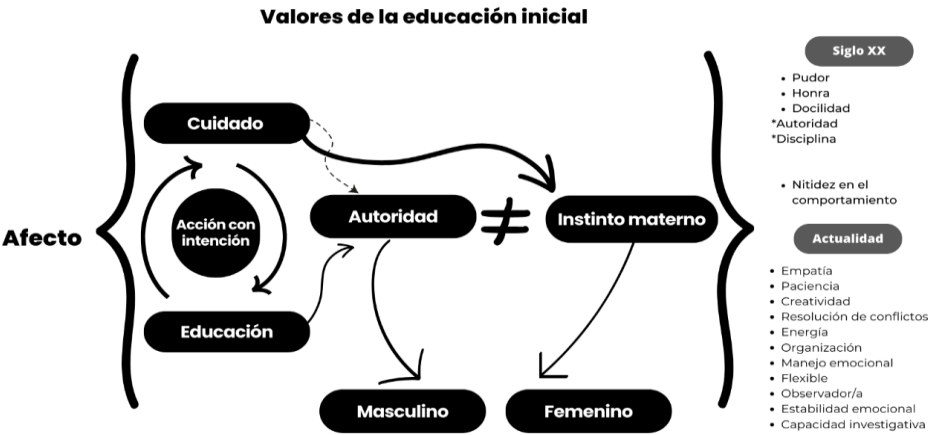 Valores de la educación inicial
Afecto
Cuidado
Acción con
intención
Educación
Autoridad
≠
Instinto materno
Masculino
Femenino
Siglo XX
• Pudor
• Honra
• Docilidad
*Autoridad
*Disciplina
• Nitidez en el
comportamiento
Actualidad
• Empatía
• Paciencia
• Creatividad
• Resolución de conflictos
• Energía
• Organización
• Manejo emocional
• Flexible
• Observador/a
• Estabilidad emocional
• Capacidad investigativa